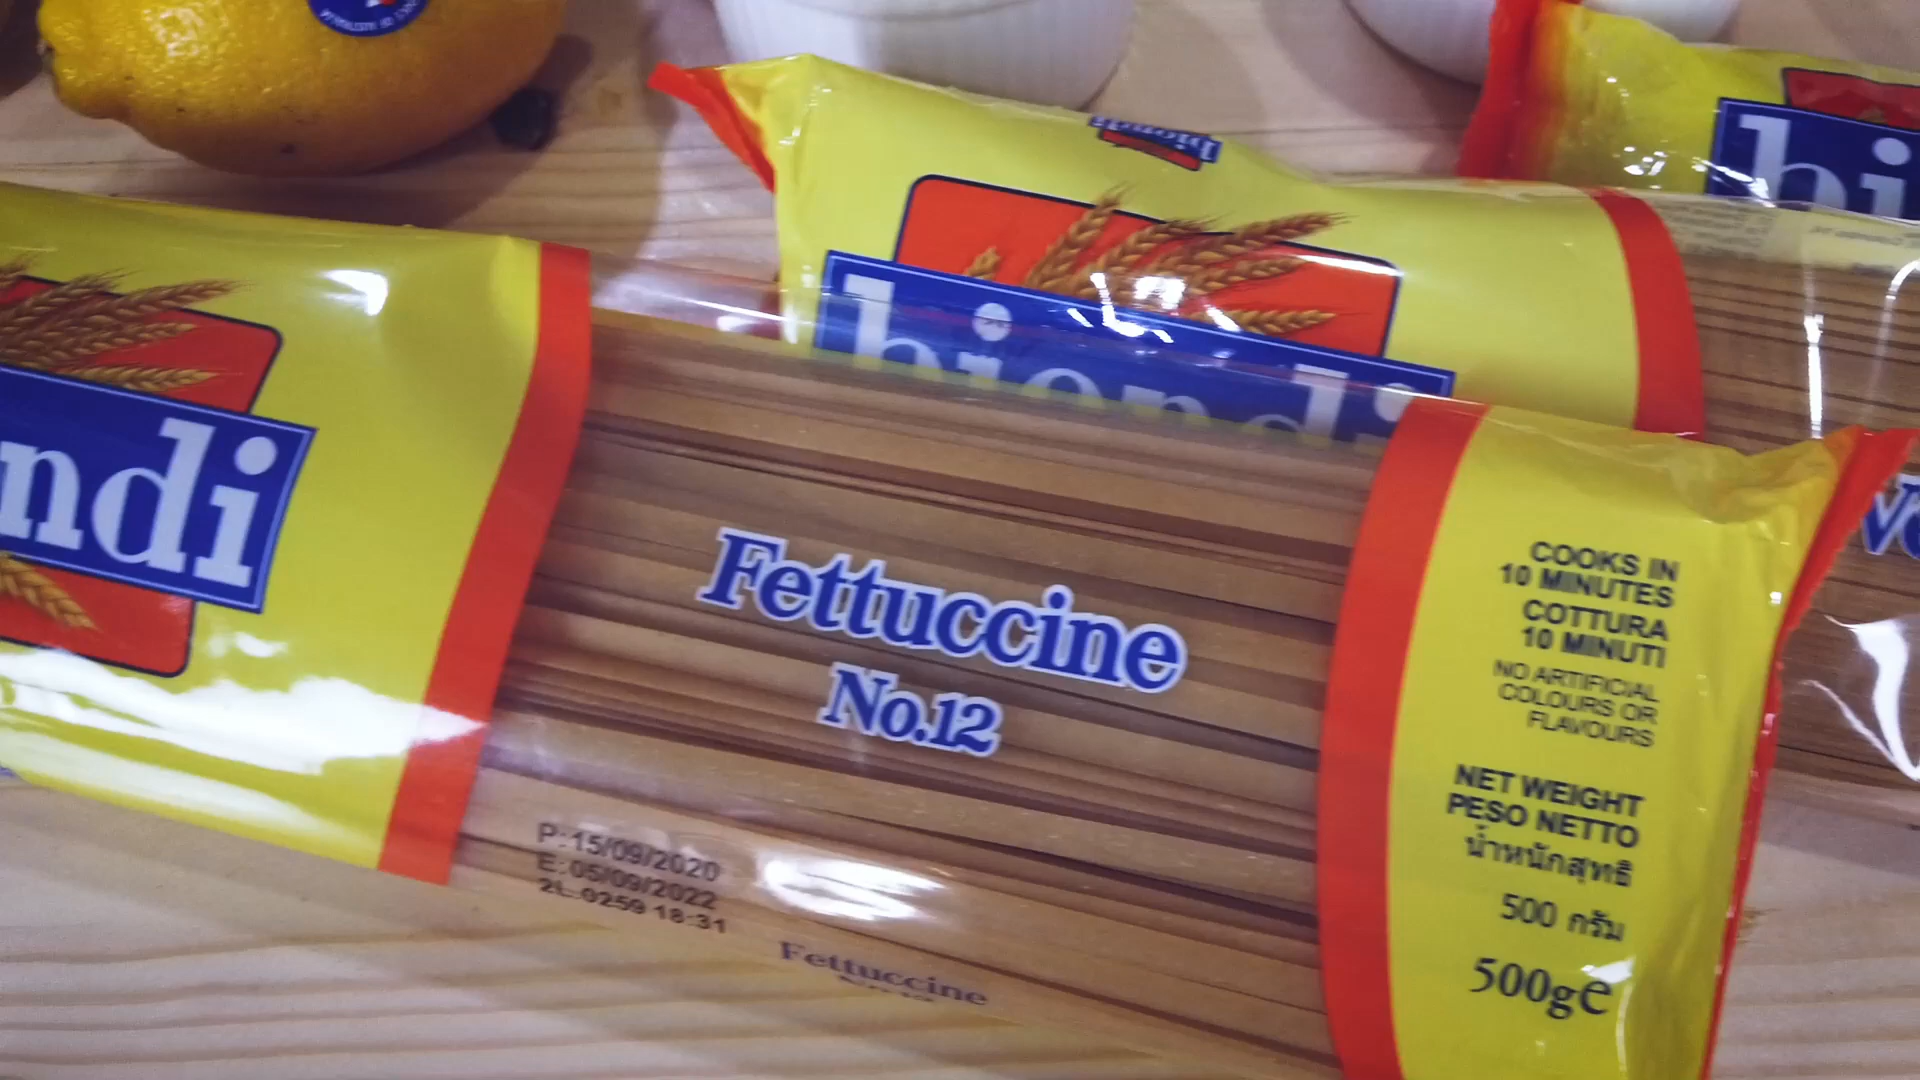 biondi
bi
biondi
ndi
Fettuccine
No.12
COOKS IN
10 MINUTES
COTTURA
10 MINUTI
NO ARTIFICIAL
COLOURS OR
FLAVOURS
NET WEIGHT
PESO NETTO
น้ำหนักสุทธิ
500 กรัม
500g℮
P:15/09/2020
E:05/09/2022
2L 0259 18:31
Fettuccine